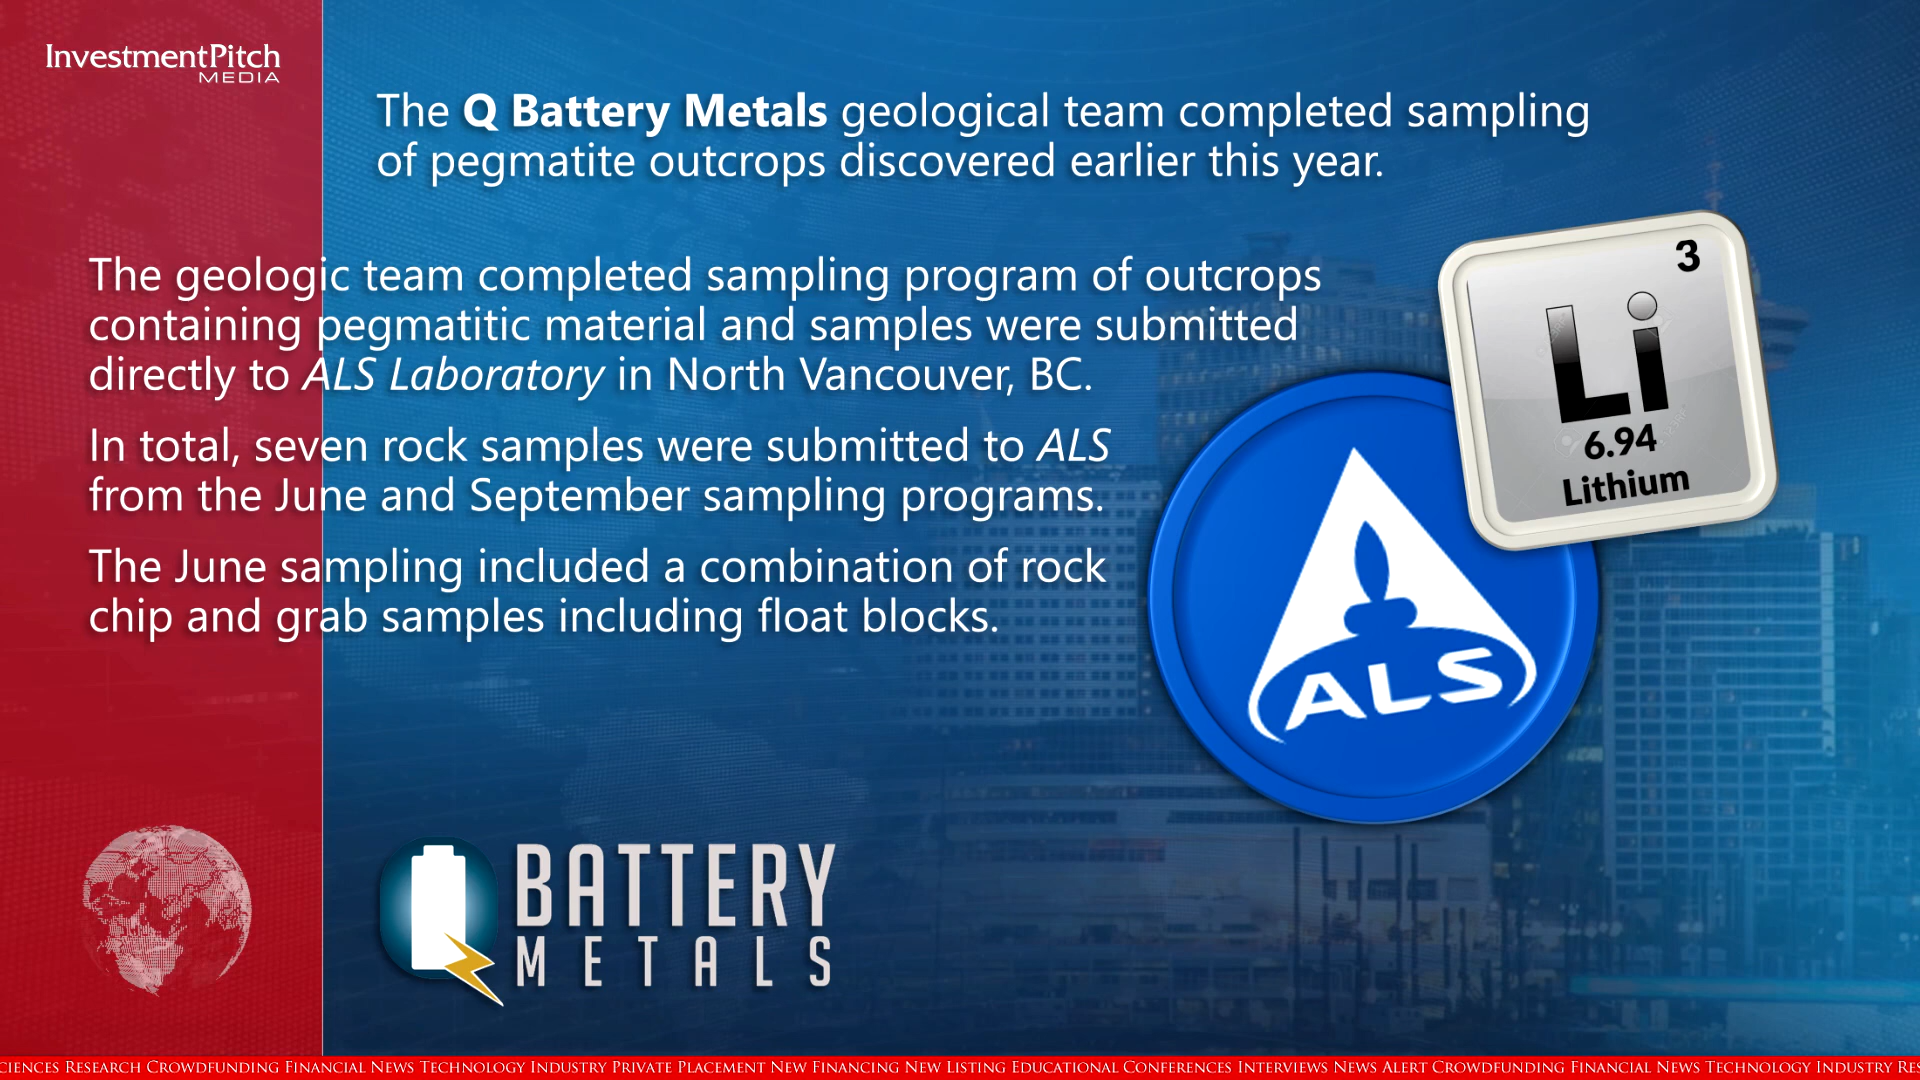 InvestmentPitch
MEDIA
The Q Battery Metals geological team completed sampling
of pegmatite outcrops discovered earlier this year.
The geologic team completed sampling program of outcrops
containing pegmatitic material and samples were submitted
directly to ALS Laboratory in North Vancouver, BC.
In total, seven rock samples were submitted to ALS
from the June and September sampling programs.
The June sampling included a combination of rock
chip and grab samples including float blocks.
3
Li
6.94
Lithium
ALS
BATTERY
METALS
CIENCES RESEARCH CROWDFUNDING FINANCIAL NEWS TECHNOLOGY INDUSTRY PRIVATE PLACEMENT NEW FINANCING NEW LISTING EDUCATIONAL CONFERENCES INTERVIEWS NEWS ALERT CROWDFUNDING FINANCIAL NEWS TECHNOLOGY INDUSTRY RES